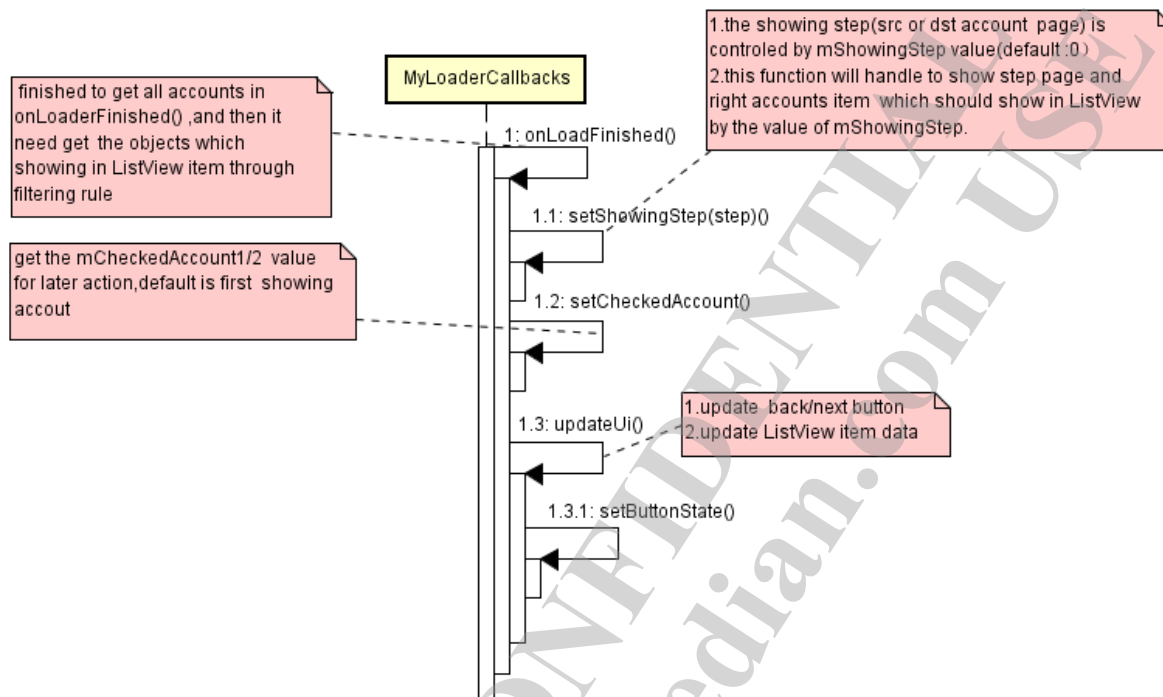 1.the showing step(src or dst account page) is
controled by mShowingStep value(default :0）
2.this function will handle to show step page and
right accounts item which should show in ListView
by the value of mShowingStep.
MyLoaderCallbacks
finished to get all accounts in
onLoaderFinished() ,and then it
need get the objects which
showing in ListView item through
filtering rule
1: onLoadFinished()
1.1: setShowingStep(step)()
get the mCheckedAccount1/2 value
for later action,default is first showing
accout
1.2: setCheckedAccount()
1.3: updateUi()
1.update back/next button
2.update ListView item data
1.3.1: setButtonState()
ONFIDENTIAL
edian.com USE